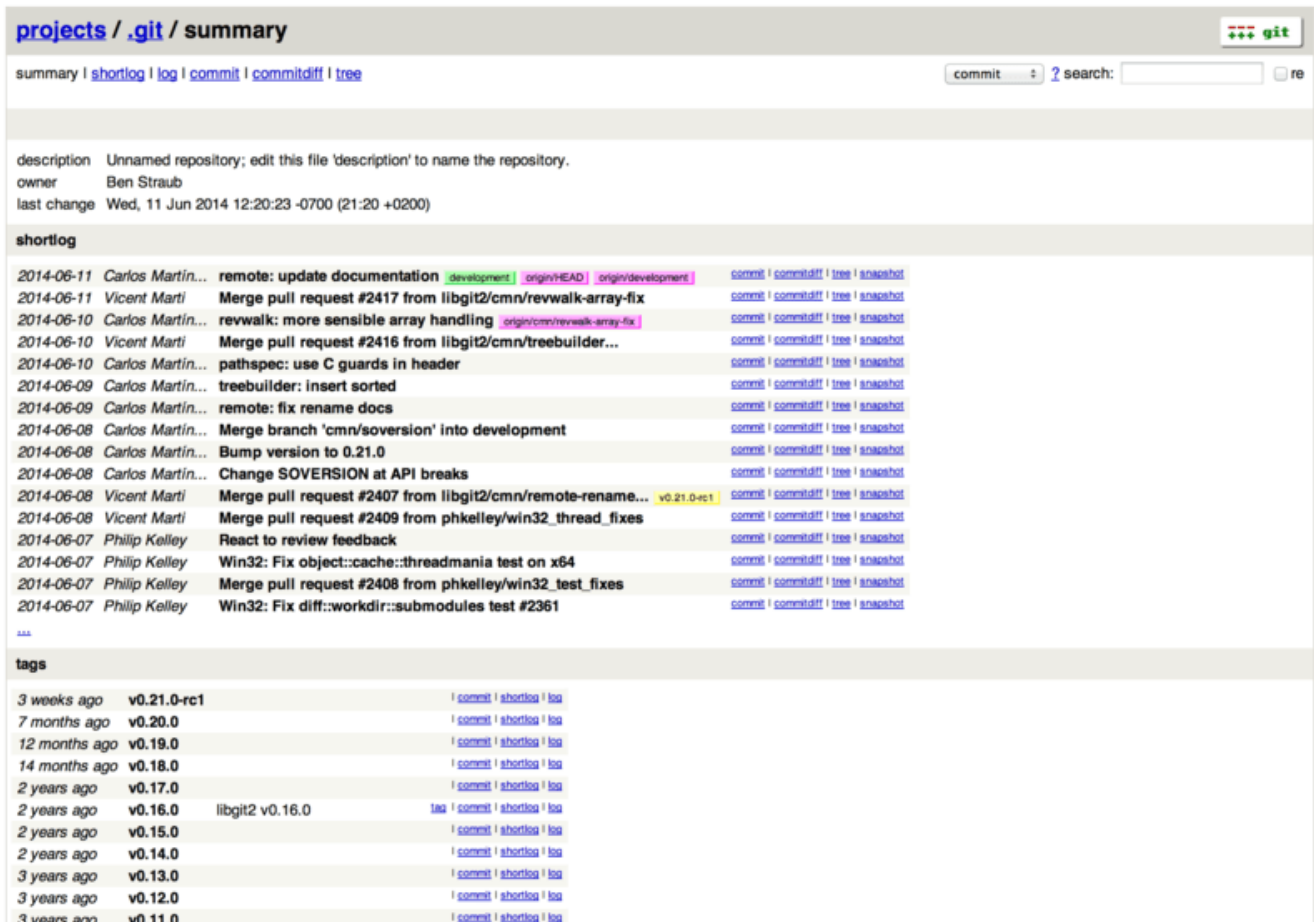 projects / .git / summary
git
summary | shortlog | log | commit | commitdiff | tree
commit ? search: re
description Unnamed repository; edit this file 'description' to name the repository.
owner Ben Straub
last change Wed, 11 Jun 2014 12:20:23 -0700 (21:20 +0200)
shortlog
2014-06-11 Carlos Martín... remote: update documentation development origin/HEAD origin/development commit | commitdiff | tree | snapshot
2014-06-11 Vicent Marti Merge pull request #2417 from libgit2/cmn/revwalk-array-fix commit | commitdiff | tree | snapshot
2014-06-10 Carlos Martín... revwalk: more sensible array handling origin/cmn/revwalk-array-fix commit | commitdiff | tree | snapshot
2014-06-10 Vicent Marti Merge pull request #2416 from libgit2/cmn/treebuilder... commit | commitdiff | tree | snapshot
2014-06-10 Carlos Martín... pathspec: use C guards in header commit | commitdiff | tree | snapshot
2014-06-09 Carlos Martín... treebuilder: insert sorted commit | commitdiff | tree | snapshot
2014-06-09 Carlos Martín... remote: fix rename docs commit | commitdiff | tree | snapshot
2014-06-08 Carlos Martín... Merge branch 'cmn/soversion' into development commit | commitdiff | tree | snapshot
2014-06-08 Carlos Martín... Bump version to 0.21.0 commit | commitdiff | tree | snapshot
2014-06-08 Carlos Martín... Change SOVERSION at API breaks commit | commitdiff | tree | snapshot
2014-06-08 Vicent Marti Merge pull request #2407 from libgit2/cmn/remote-rename... v0.21.0-rc1 commit | commitdiff | tree | snapshot
2014-06-08 Vicent Marti Merge pull request #2409 from phkelley/win32_thread_fixes commit | commitdiff | tree | snapshot
2014-06-07 Philip Kelley React to review feedback commit | commitdiff | tree | snapshot
2014-06-07 Philip Kelley Win32: Fix object::cache::threadmania test on x64 commit | commitdiff | tree | snapshot
2014-06-07 Philip Kelley Merge pull request #2408 from phkelley/win32_test_fixes commit | commitdiff | tree | snapshot
2014-06-07 Philip Kelley Win32: Fix diff::workdir::submodules test #2361 commit | commitdiff | tree | snapshot
...
tags
3 weeks ago v0.21.0-rc1 | commit | shortlog | log
7 months ago v0.20.0 | commit | shortlog | log
12 months ago v0.19.0 | commit | shortlog | log
14 months ago v0.18.0 | commit | shortlog | log
2 years ago v0.17.0 | commit | shortlog | log
2 years ago v0.16.0 libgit2 v0.16.0 tag | commit | shortlog | log
2 years ago v0.15.0 | commit | shortlog | log
2 years ago v0.14.0 | commit | shortlog | log
3 years ago v0.13.0 | commit | shortlog | log
3 years ago v0.12.0 | commit | shortlog | log
3 years ago v0.11.0 | commit | shortlog | log